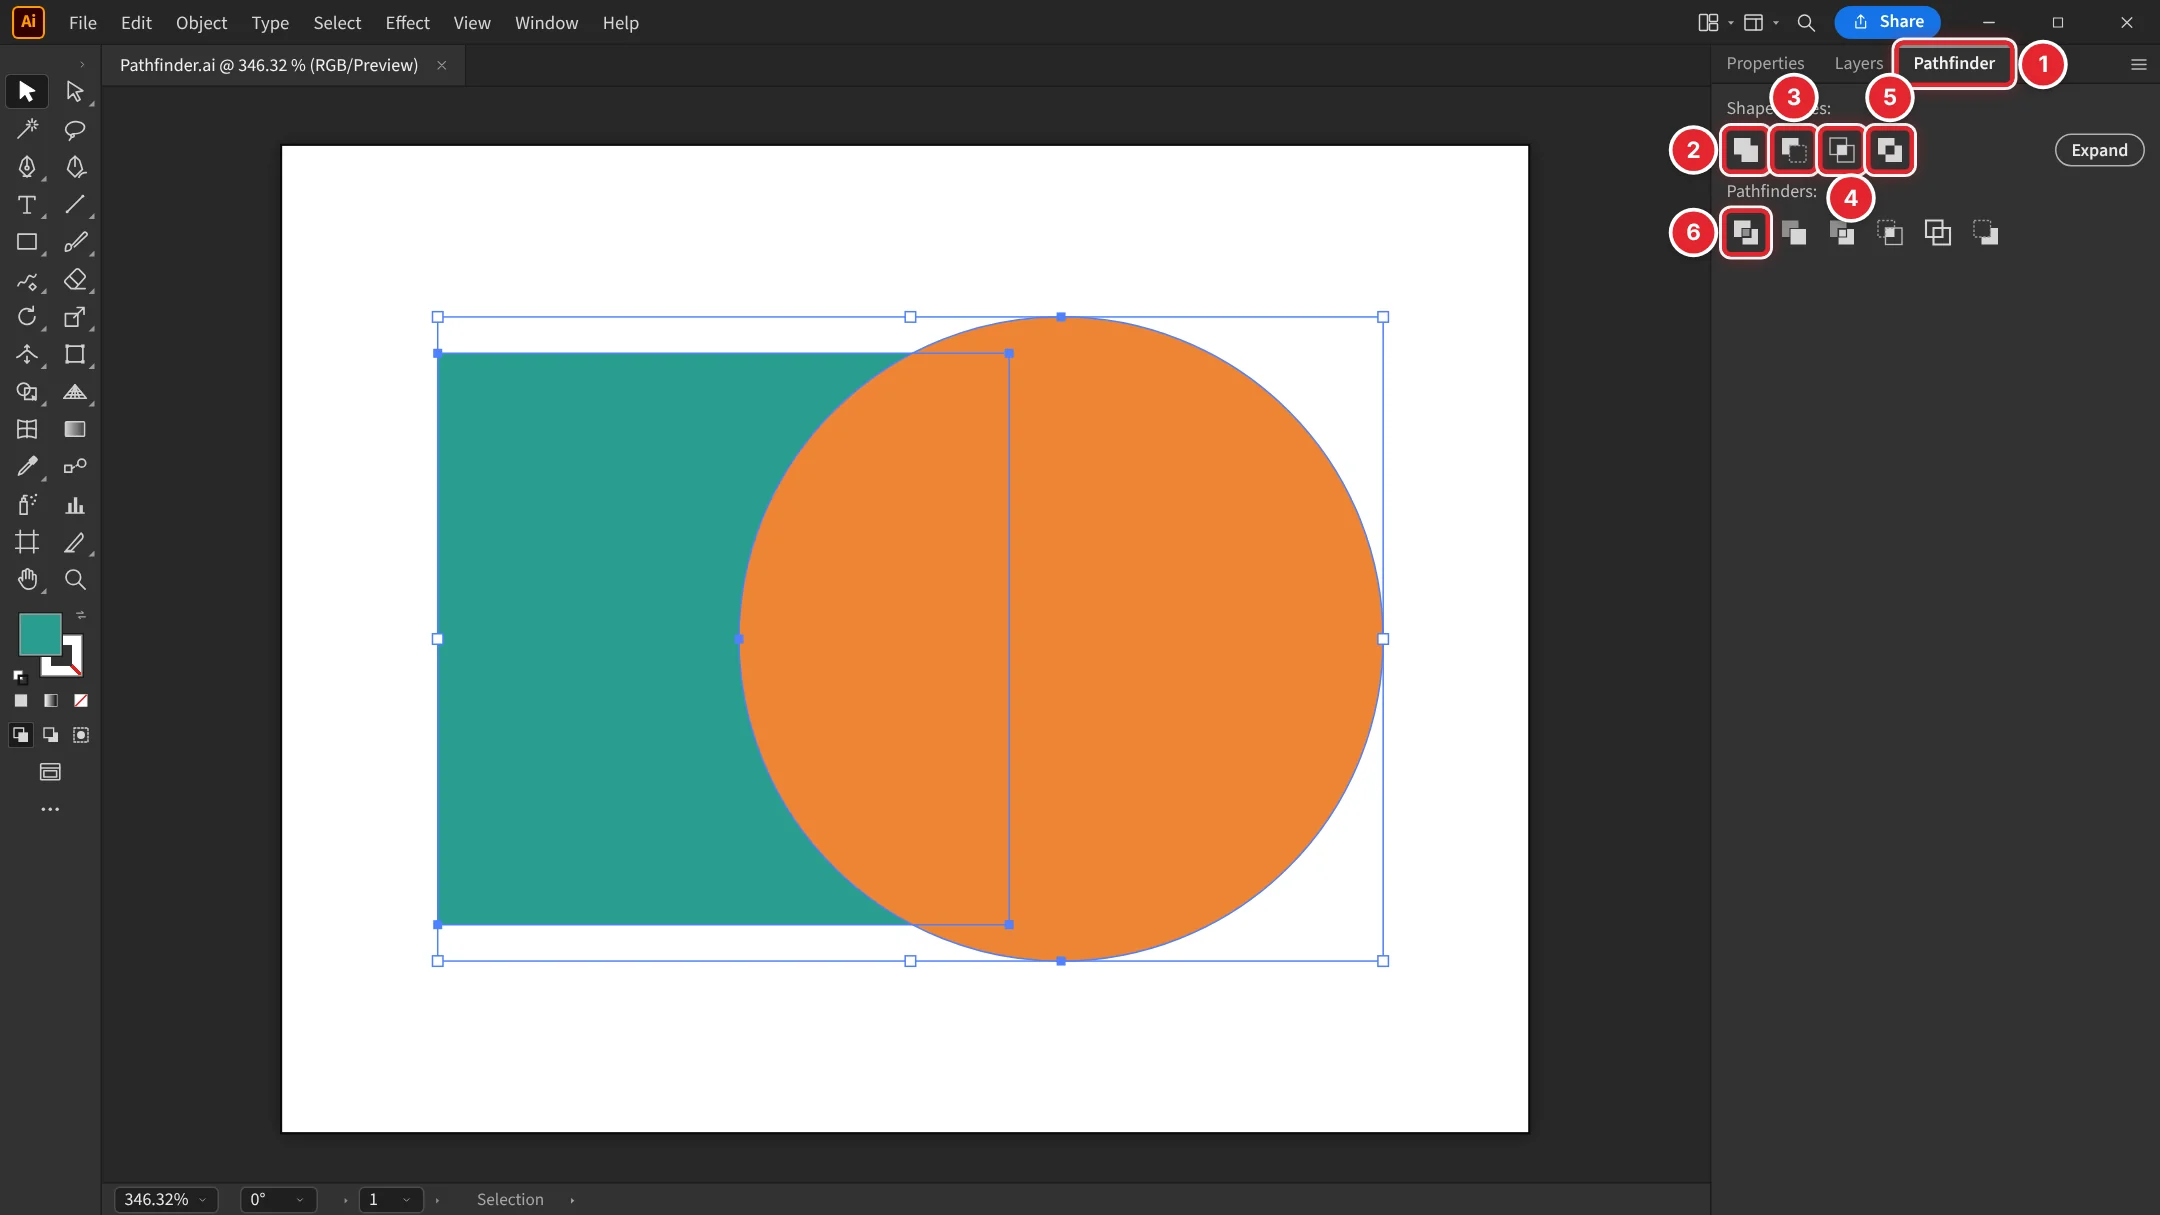 Ai File Edit Object Type Select Effect View Window Help Share
Pathfinder.ai @ 346.32 % (RGB/Preview)
Properties Layers Pathfinder 1
3 5
Shape es:
2 Expand
Pathfinders: 4
6
346.32% 0° 1 Selection